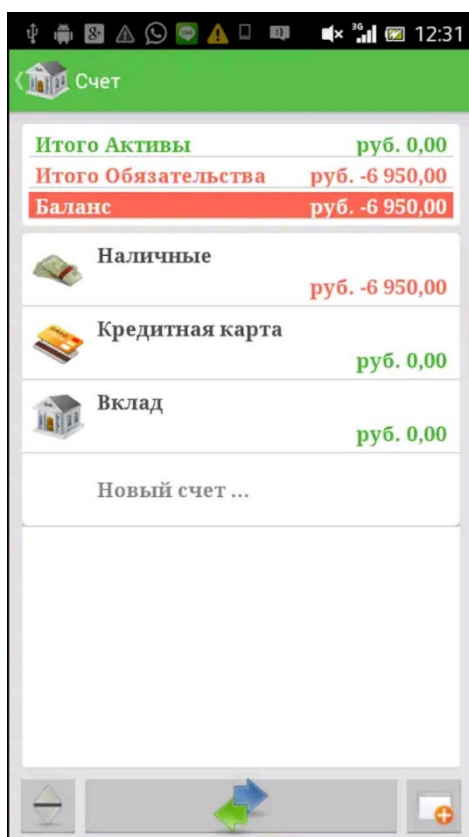 3G 12:31
Счет
Итого Активы руб. 0,00
Итого Обязательства руб. -6 950,00
Баланс руб. -6 950,00
Наличные
руб. -6 950,00
Кредитная карта
руб. 0,00
Вклад
руб. 0,00
Новый счет ...